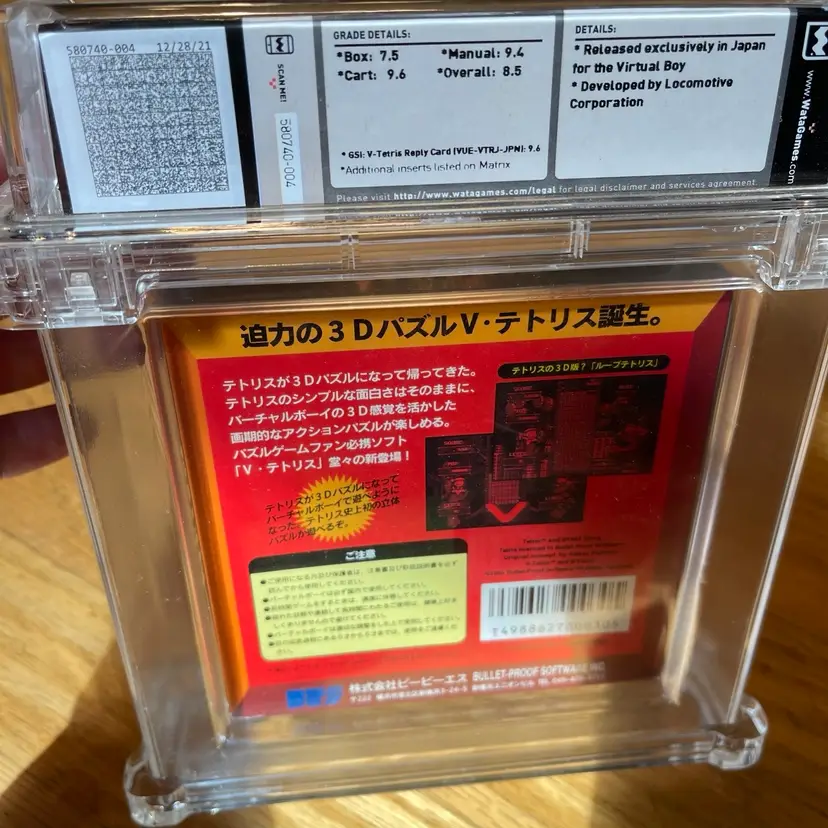 580740-004 12/28/21
SCAN ME!
580740-004
GRADE DETAILS:
*Box: 7.5 *Manual: 9.4
*Cart: 9.6 *Overall: 8.5
* GSI: V-Tetris Reply Card (VUE-VTRJ-JPN): 9.6
*Additional inserts listed on Matrix
Please visit http://www.watagames.com/legal for legal disclaimer and services agreement.
DETAILS:
* Released exclusively in Japan
for the Virtual Boy
* Developed by Locomotive
Corporation
www.WataGames.com
迫力の3DパズルV・テトリス誕生。
テトリスが3Dパズルになって帰ってきた。
テトリスのシンプルな面白さはそのままに、
バーチャルボーイの3D感覚を活かした
画期的なアクションパズルが楽しめる。
パズルゲームファン必携ソフト
「V・テトリス」堂々の新登場！
テトリスの3D版？「ループテトリス」
テトリスが3Dパズルになって
バーチャルボーイで遊べように
なった。テトリス史上初の立体
パズルが遊べるぞ。
ご注意
株式会社ビーピーエス BULLET-PROOF SOFTWARE INC